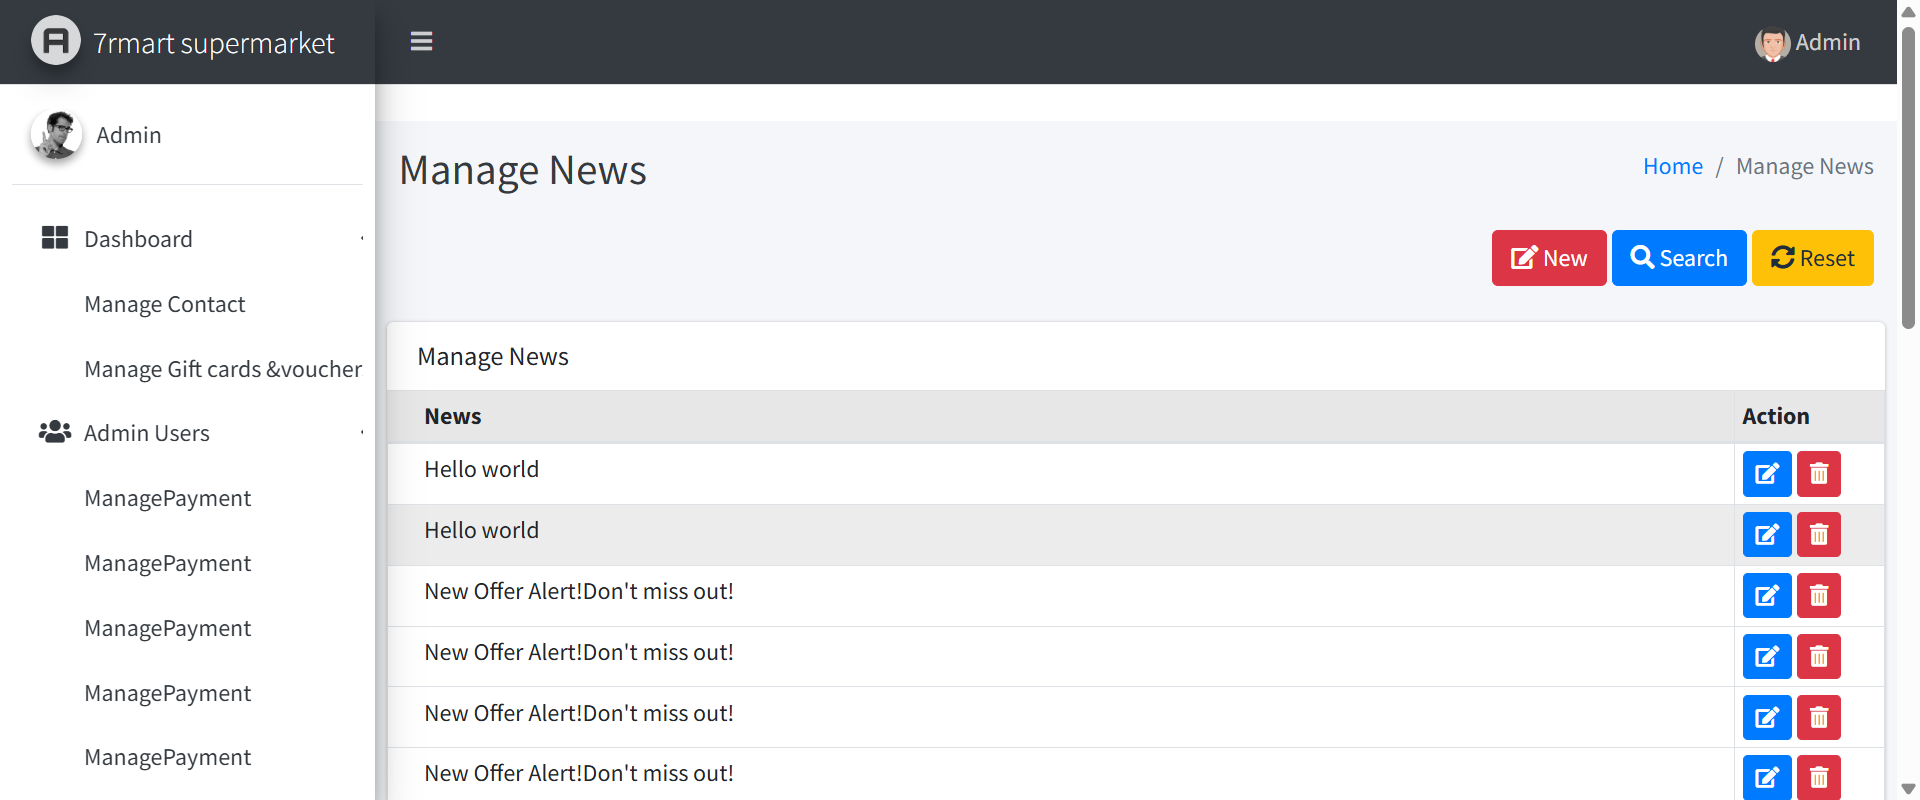 7rmart supermarket
Admin
Admin
Dashboard
Manage Contact
Manage Gift cards &voucher
Admin Users
ManagePayment
ManagePayment
ManagePayment
ManagePayment
ManagePayment
Manage News
Home / Manage News
New Search Reset
Manage News
News Action
Hello world
Hello world
New Offer Alert!Don't miss out!
New Offer Alert!Don't miss out!
New Offer Alert!Don't miss out!
New Offer Alert!Don't miss out!